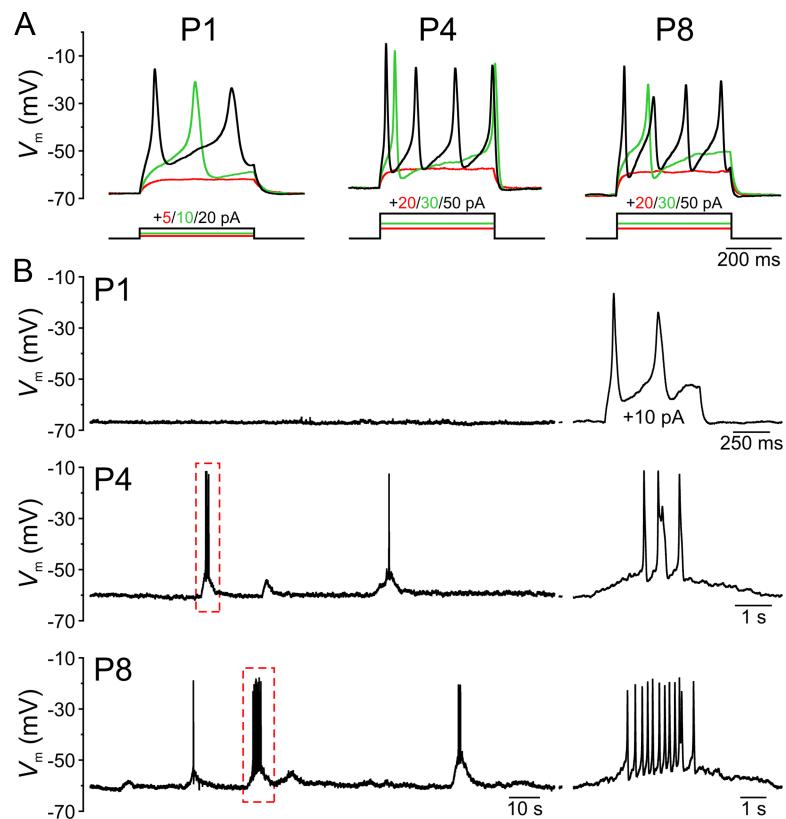 A
P1 P4 P8
Vm (mV)
-10
-30
-50
-70
+5/10/20 pA
+20/30/50 pA
+20/30/50 pA
200 ms
B
P1
Vm (mV)
-10
-30
-50
-70
+10 pA
250 ms
P4
Vm (mV)
-10
-30
-50
-70
1 s
P8
Vm (mV)
-10
-30
-50
-70
10 s
1 s